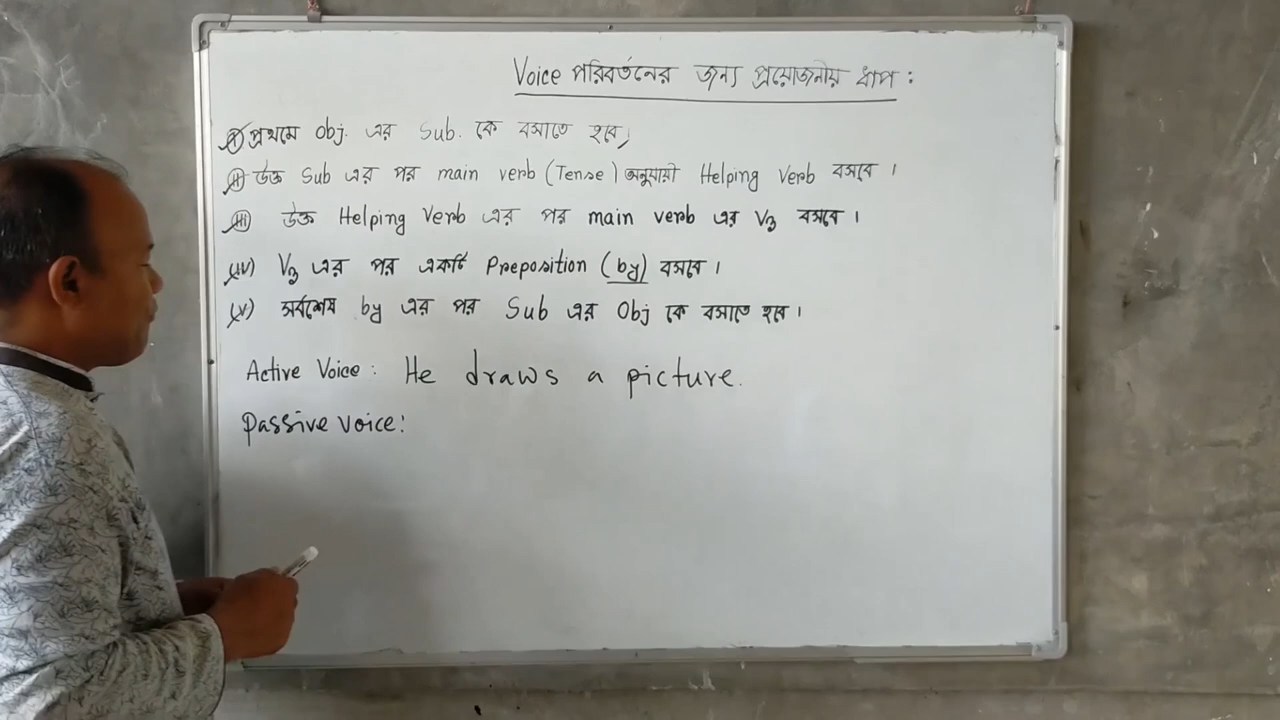 Voice পরিবর্তনের জন্য প্রয়োজনীয় ধাপ :
(i) প্রথমে Obj. এর Sub. কে বসাতে হবে,
(ii) উক্ত Sub এর পর main verb (Tense) অনুযায়ী Helping Verb বসবে ।
(iii) উক্ত Helping Verb এর পর main verb এর V3 বসবে ।
(iv) V3 এর পর একটি Preposition (by) বসবে ।
(v) সর্বশেষ by এর পর Sub এর Obj কে বসাতে হবে ।
Active Voice : He draws a picture.
Passive voice :